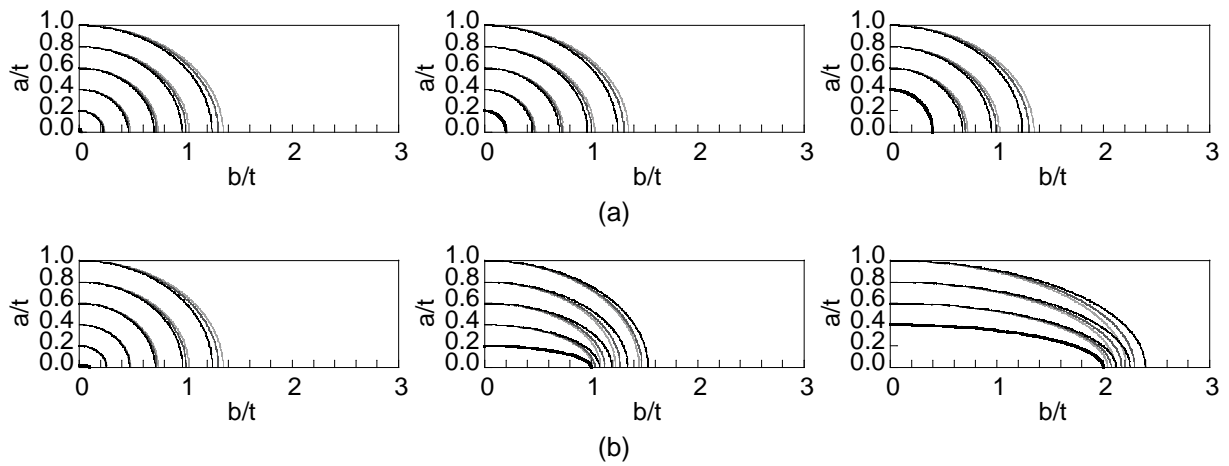 1.0 1.0 1.0
0.8 0.8 0.8
a/t 0.6 a/t 0.6 a/t 0.6
0.4 0.4 0.4
0.2 0.2 0.2
0.0 0.0 0.0
0 1 2 3 0 1 2 3 0 1 2 3
b/t b/t b/t
(a)
1.0 1.0 1.0
0.8 0.8 0.8
a/t 0.6 a/t 0.6 a/t 0.6
0.4 0.4 0.4
0.2 0.2 0.2
0.0 0.0 0.0
0 1 2 3 0 1 2 3 0 1 2 3
b/t b/t b/t
(b)